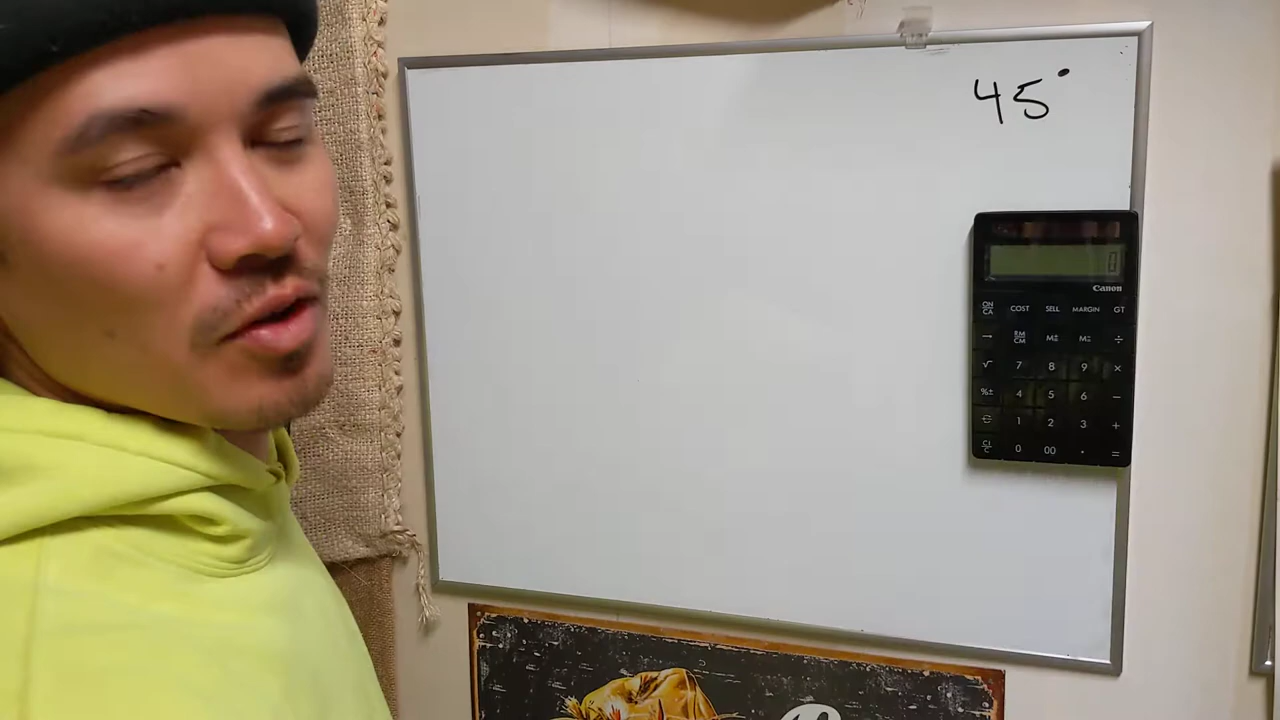 45°
Canon
ON CA COST SELL MARGIN GT
→ RM CM M± M= ÷
√ 7 8 9 ×
%± 4 5 6 −
1 2 3 +
CI C 0 00 . =